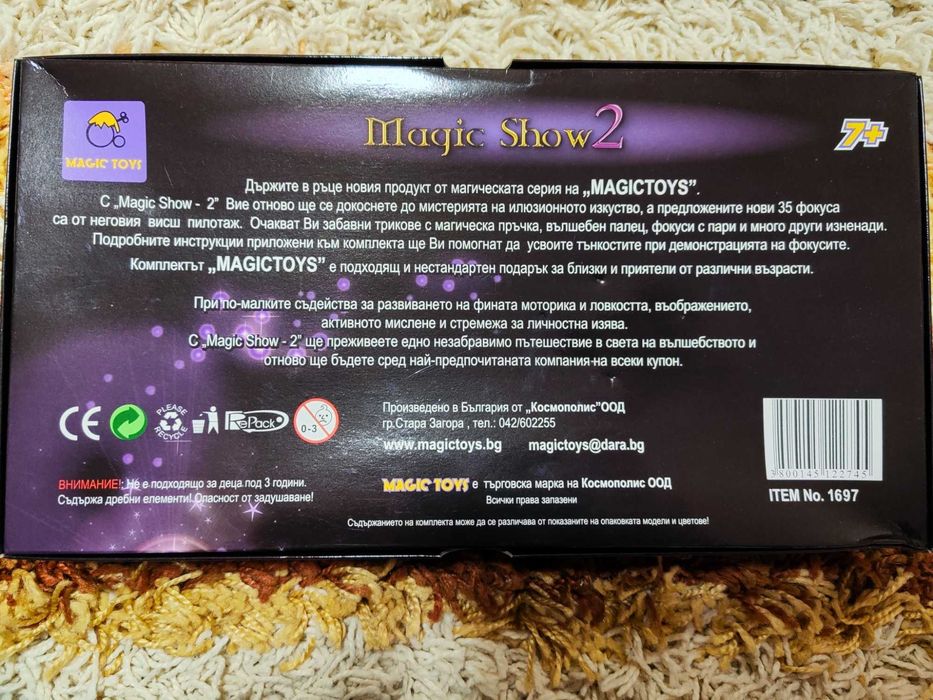 MAGIC TOYS
Magic Show 2
7+
Държите в ръце новия продукт от магическата серия на „MAGICTOYS”.
С „Magic Show - 2” Вие отново ще се докоснете до мистерията на илюзионното изкуство, а предложените нови 35 фокуса
са от неговия висш пилотаж. Очакват Ви забавни трикове с магическа пръчка, вълшебен палец, фокуси с пари и много други изненади.
Подробните инструкции приложени към комплекта ще Ви помогнат да усвоите тънкостите при демонстрацията на фокусите.
Комплектът „MAGICTOYS” е подходящ и нестандартен подарък за близки и приятели от различни възрасти.
При по-малките съдейства за развиването на фината моторика и ловкостта, въображението,
активното мислене и стремежа за личностна изява.
С „Magic Show - 2” ще преживеете едно незабравимо пътешествие в света на вълшебството и
отново ще бъдете сред най-предпочитаната компания на всеки купон.
CE
PLEASE
RECYCLE
RePack
0-3
Произведено в България от „Космополис”ООД
гр.Стара Загора , тел.: 042/602255
www.magictoys.bg magictoys@dara.bg
3800145 122745
ITEM No. 1697
ВНИМАНИЕ!: Не е подходящо за деца под 3 години.
Съдържа дребни елементи! Опасност от задушаване!
MAGIC TOYS е търговска марка на Космополис ООД
Всички права запазени
Съдържанието на комплекта може да се различава от показаните на опаковката модели и цветове!